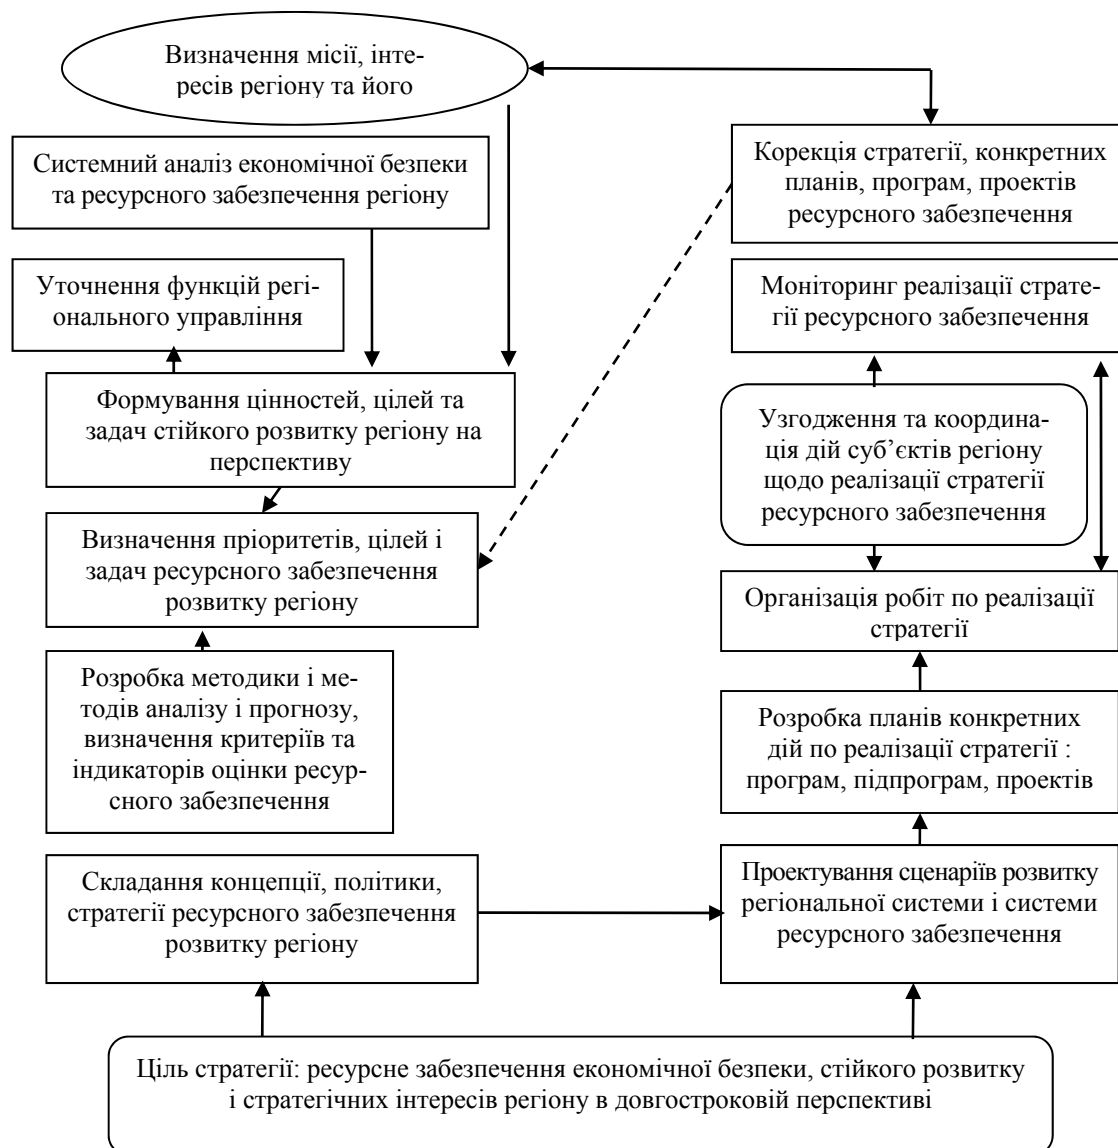 Визначення місії, інте-
ресів регіону та його
Системний аналіз економічної безпеки
та ресурсного забезпечення регіону
Уточнення функцій регі-
онального управління
Формування цінностей, цілей та
задач стійкого розвитку регіону на
перспективу
Визначення пріоритетів, цілей і
задач ресурсного забезпечення
розвитку регіону
Розробка методики і ме-
тодів аналізу і прогнозу,
визначення критеріїв та
індикаторів оцінки ресур-
сного забезпечення
Складання концепції, політики,
стратегії ресурсного забезпечення
розвитку регіону
Корекція стратегії, конкретних
планів, програм, проектів
ресурсного забезпечення
Моніторинг реалізації страте-
гії ресурсного забезпечення
Узгодження та координа-
ція дій суб’єктів регіону
щодо реалізації стратегії
ресурсного забезпечення
Організація робіт по реалізації
стратегії
Розробка планів конкретних
дій по реалізації стратегії :
програм, підпрограм, проектів
Проектування сценаріїв розвитку
регіональної системи і системи
ресурсного забезпечення
Ціль стратегії: ресурсне забезпечення економічної безпеки, стійкого розвитку
і стратегічних інтересів регіону в довгостроковій перспективі